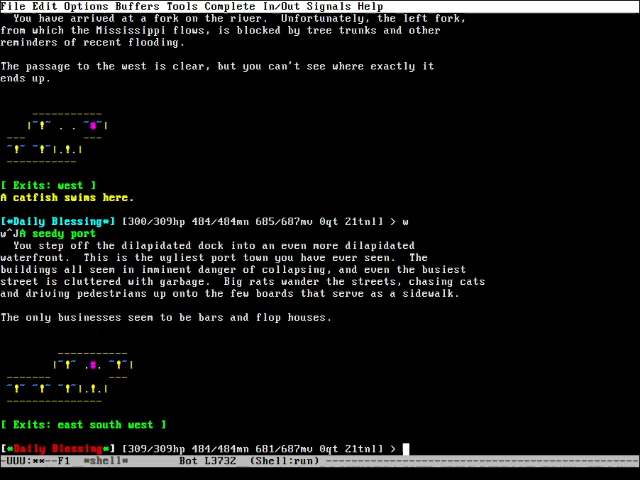 File Edit Options Buffers Tools Complete In/Out Signals Help
You have arrived at a fork on the river.  Unfortunately, the left fork,
from which the Mississippi flows, is blocked by tree trunks and other
reminders of recent flooding.
The passage to the west is clear, but you can't see where exactly it
ends up.
-----------
|~!~ . . ~#~|
---          ---
~!~ ~!~|.!.|
-----------
[ Exits: west ]
A catfish swims here.
[*Daily Blessing*] [300/309hp 484/484mn 685/687mv 0qt 21tnl] > w
w^JA seedy port
You step off the dilapidated dock into an even more dilapidated
waterfront.  This is the ugliest port town you have ever seen.  The
buildings all seem in imminent danger of collapsing, and even the busiest
street is cluttered with garbage.  Big rats wander the streets, chasing cats
and driving pedestrians up onto the few boards that serve as a sidewalk.
The only businesses seem to be bars and flop houses.
-----------
|~!~ .#. ~!~|
-------          ---
~!~ ~!~ ~!~|.!.|
---------------
[ Exits: east south west ]
[*Daily Blessing*] [309/309hp 484/484mn 681/687mv 0qt 21tnl] >
-UUU:**--F1  *shell*          Bot L3732  (Shell:run)